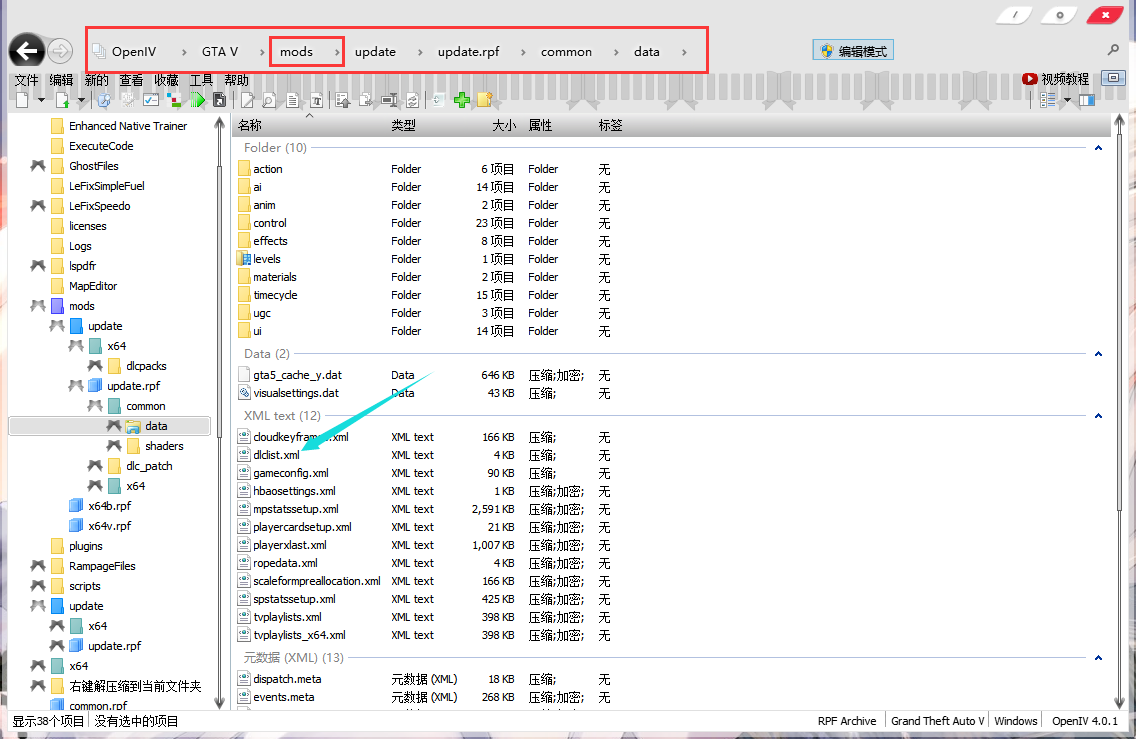 OpenIV › GTA V › mods › update › update.rpf › common › data ›
编辑模式
文件 编辑 新的 查看 收藏 工具 帮助
视频教程
Enhanced Native Trainer
ExecuteCode
GhostFiles
LeFixSimpleFuel
LeFixSpeedo
licenses
Logs
lspdfr
MapEditor
mods
update
x64
dlcpacks
update.rpf
common
data
shaders
dlc_patch
x64
x64b.rpf
x64v.rpf
plugins
RampageFiles
scripts
update
x64
update.rpf
x64
右键解压缩到当前文件夹
common.rpf
名称 类型 大小 属性 标签
Folder (10)
action Folder 6 项目 Folder 无
ai Folder 14 项目 Folder 无
anim Folder 2 项目 Folder 无
control Folder 23 项目 Folder 无
effects Folder 8 项目 Folder 无
levels Folder 1 项目 Folder 无
materials Folder 2 项目 Folder 无
timecycle Folder 15 项目 Folder 无
ugc Folder 3 项目 Folder 无
ui Folder 14 项目 Folder 无
Data (2)
gta5_cache_y.dat Data 646 KB 压缩;加密; 无
visualsettings.dat Data 43 KB 压缩; 无
XML text (12)
cloudkeyframes.xml XML text 166 KB 压缩; 无
dlclist.xml XML text 4 KB 压缩; 无
gameconfig.xml XML text 90 KB 压缩; 无
hbaosettings.xml XML text 1 KB 压缩;加密; 无
mpstatssetup.xml XML text 2,591 KB 压缩;加密; 无
playercardsetup.xml XML text 21 KB 压缩;加密; 无
playerxlast.xml XML text 1,007 KB 压缩;加密; 无
ropedata.xml XML text 4 KB 压缩;加密; 无
scaleformpreallocation.xml XML text 166 KB 压缩;加密; 无
spstatssetup.xml XML text 425 KB 压缩;加密; 无
tvplaylists.xml XML text 398 KB 压缩;加密; 无
tvplaylists_x64.xml XML text 398 KB 压缩;加密; 无
元数据 (XML) (13)
dispatch.meta 元数据 (XML) 18 KB 压缩; 无
events.meta 元数据 (XML) 268 KB 压缩;加密; 无
显示38个项目 没有选中的项目
RPF Archive Grand Theft Auto V Windows OpenIV 4.0.1